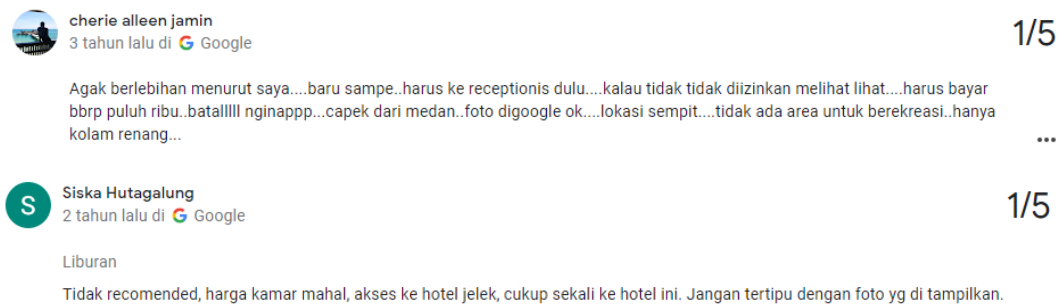 cherie alleen jamin
3 tahun lalu di Google
1/5
Agak berlebihan menurut saya....baru sampe..harus ke receptionis dulu....kalau tidak tidak diizinkan melihat lihat....harus bayar
bbrp puluh ribu..batalllll nginappp...capek dari medan..foto digoogle ok....lokasi sempit....tidak ada area untuk berekreasi..hanya
kolam renang...
S
Siska Hutagalung
2 tahun lalu di Google
1/5
Liburan
Tidak recomended, harga kamar mahal, akses ke hotel jelek, cukup sekali ke hotel ini. Jangan tertipu dengan foto yg di tampilkan.